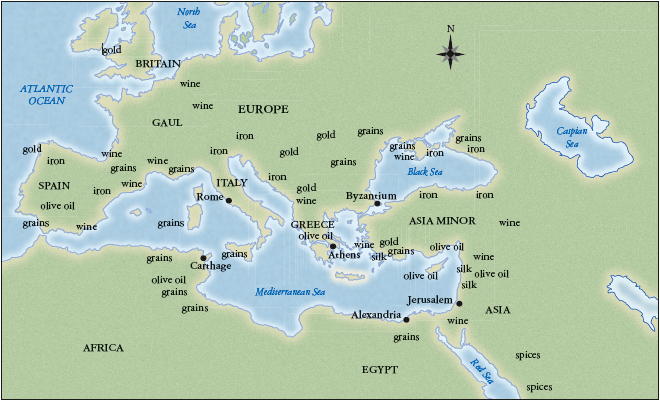 North
Sea
N
gold
BRITAIN
ATLANTIC
OCEAN
wine
wine
EUROPE
GAUL
iron
gold
grains
Caspian
Sea
gold
iron
wine
wine
grains
grains
iron
gold
grains
grains
wine
iron
grains
iron
Black Sea
SPAIN
iron
wine
ITALY
Rome
iron
gold
wine
Byzantium
iron
iron
olive oil
grains
wine
grains
GREECE
olive oil
Athens
ASIA MINOR
wine
wine
gold
silk
grains
olive oil
wine
grains
Carthage
grains
olive oil
grains
grains
Mediterranean Sea
olive oil
silk
olive oil
silk
Jerusalem
ASIA
Alexandria
wine
grains
AFRICA
EGYPT
Red Sea
spices
spices